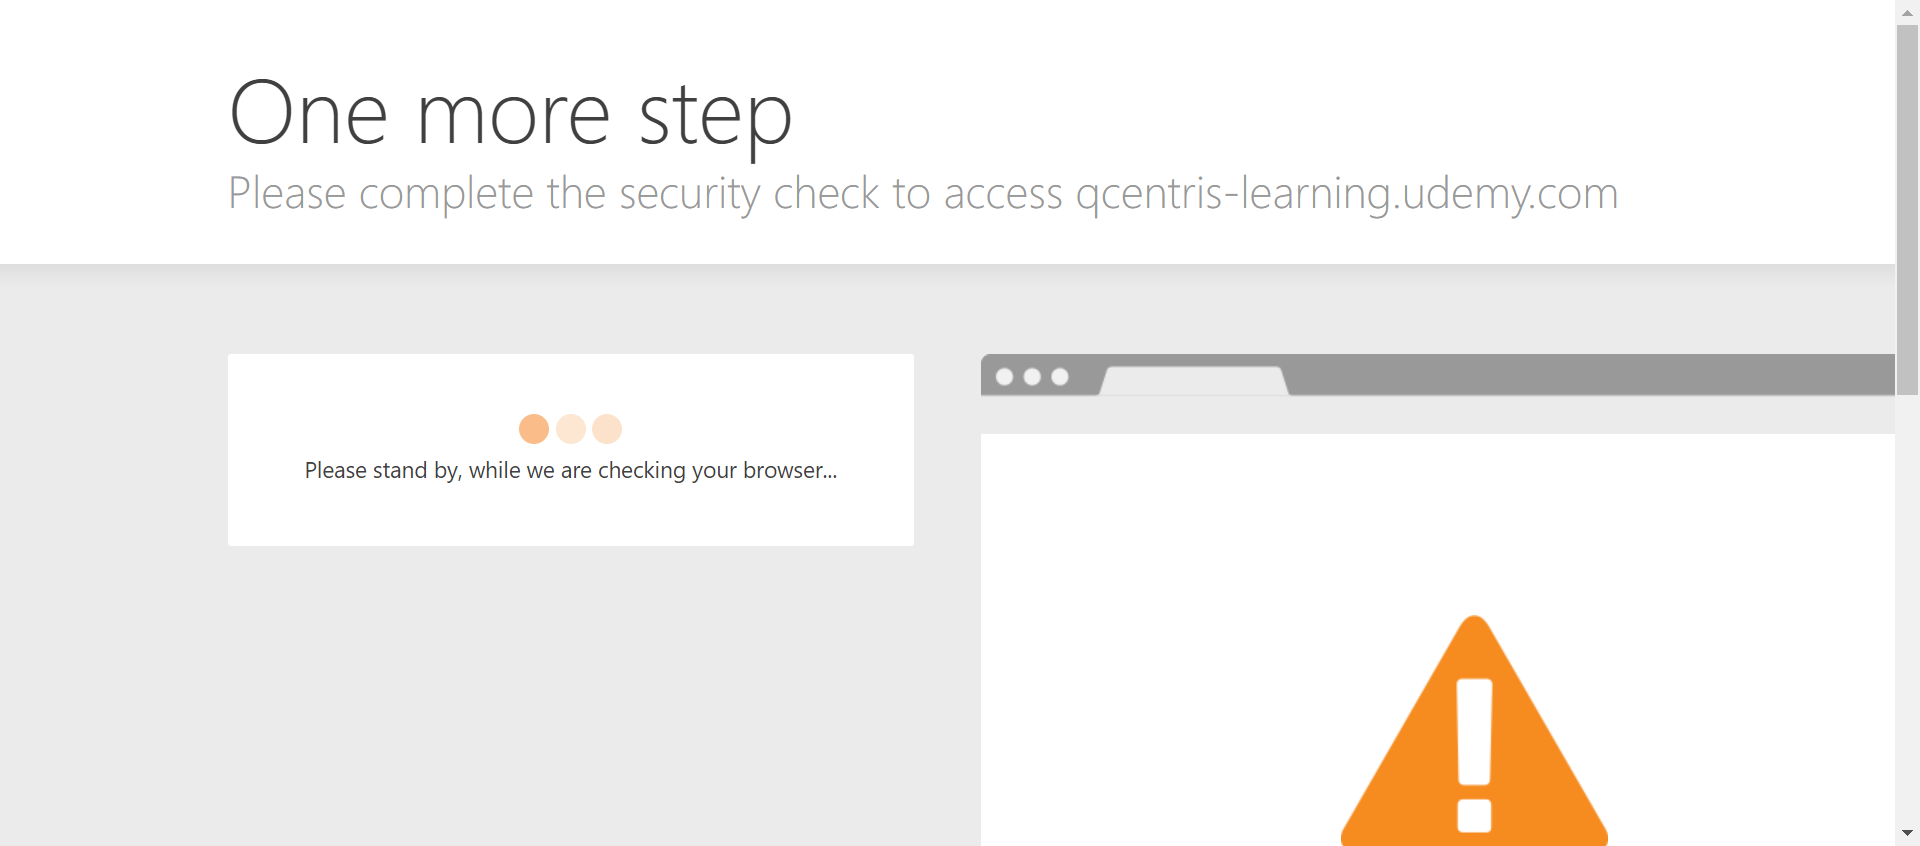 One more step
Please complete the security check to access qcentris-learning.udemy.com
Please stand by, while we are checking your browser...